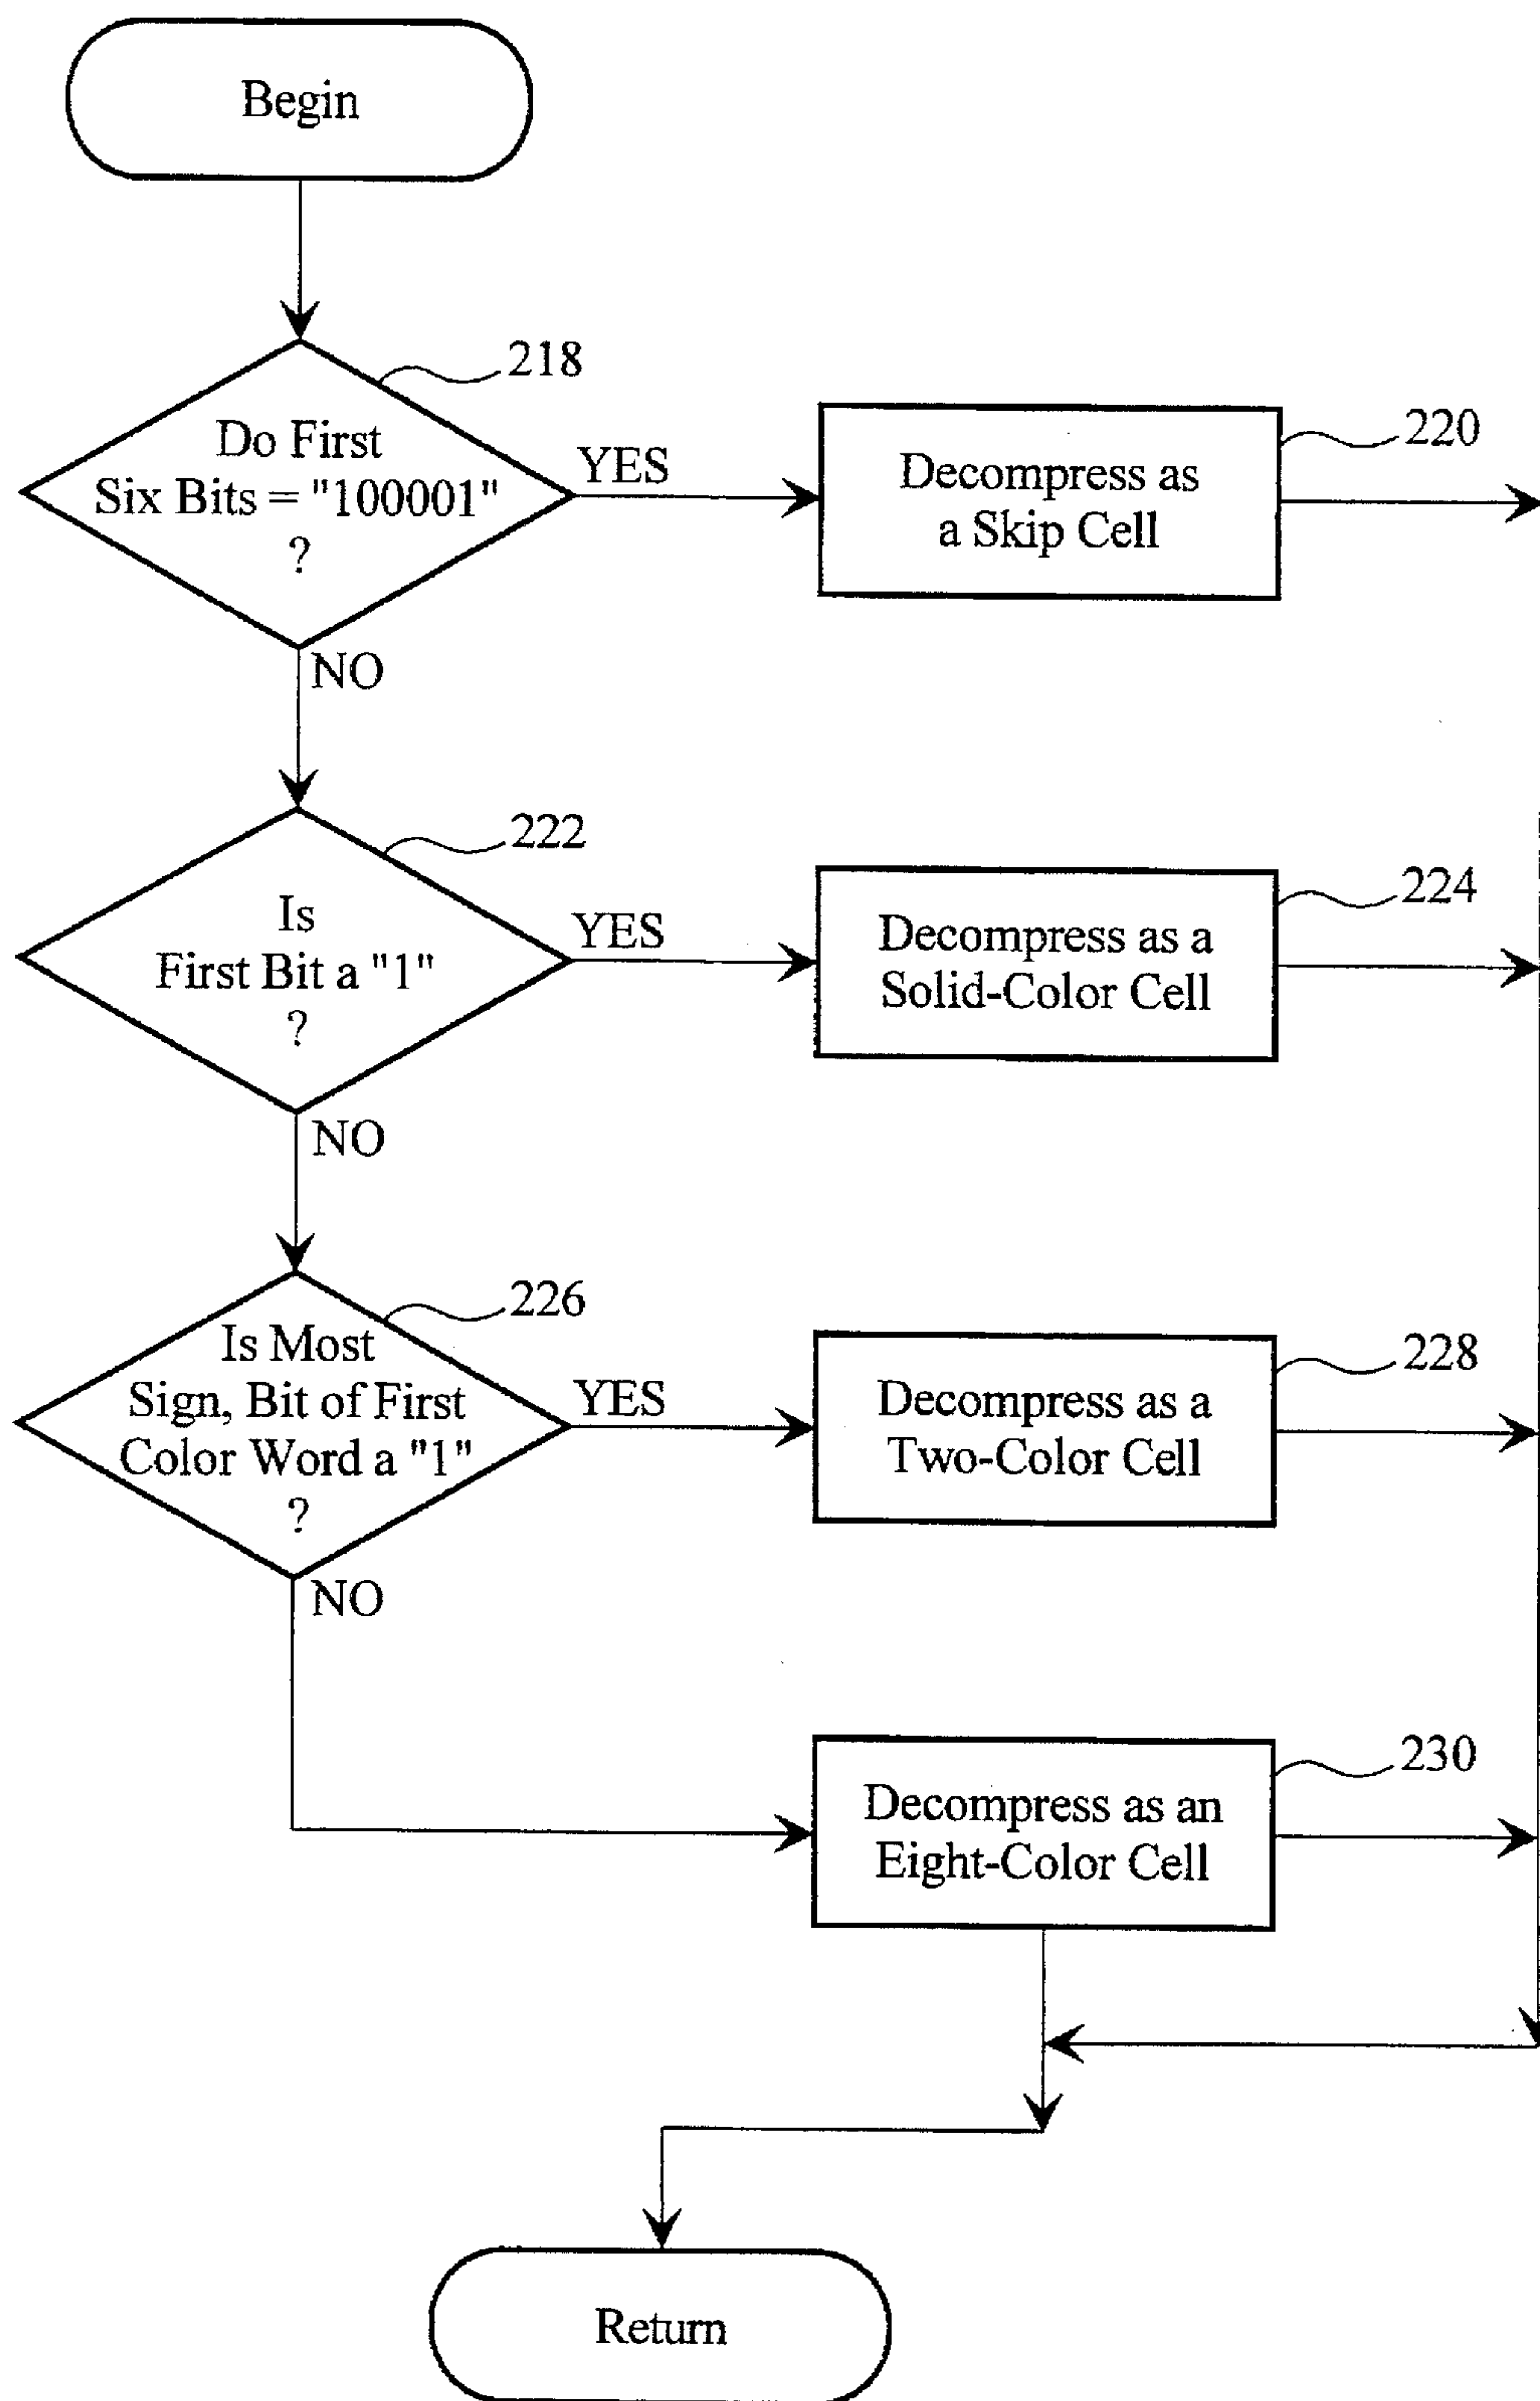 Begin
218
Do First
Six Bits = "100001"
?
YES
NO
220
Decompress as
a Skip Cell
222
Is
First Bit a "1"
?
YES
NO
224
Decompress as a
Solid-Color Cell
226
Is Most
Sign, Bit of First
Color Word a "1"
?
YES
NO
228
Decompress as a
Two-Color Cell
230
Decompress as an
Eight-Color Cell
Return